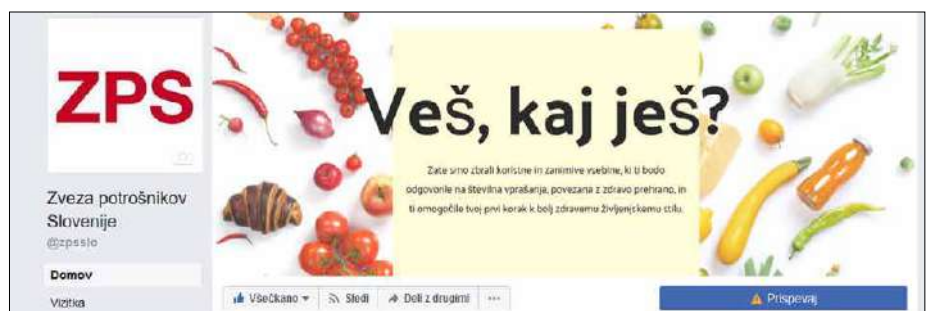 ZPS
Zveza potrošnikov
Slovenije
@zpsslo
Domov
Vizitka
Veš, kaj ješ?
Zate smo zbrali koristne in zanimive vsebine, ki ti bodo
odgovorile na številna vprašanja, povezana z zdravo prehrano, in
ti omogočile tvoj prvi korak k bolj zdravemu življenjskemu stilu.
Všečkano Sledi Deli z drugimi ...
Prispevaj